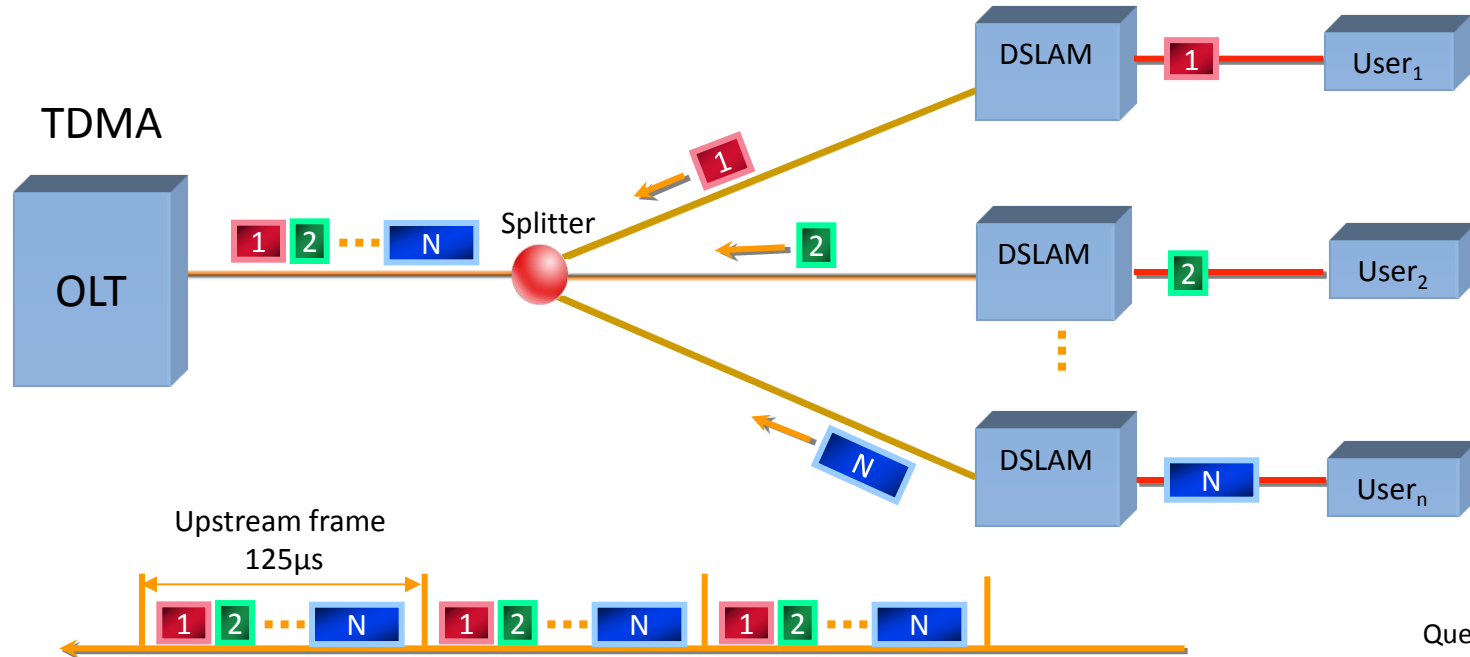 DSLAM
1
User₁
TDMA
1
1 2 N
Splitter
2
DSLAM
2
User₂
OLT
N
DSLAM
N
Userₙ
Upstream frame
125µs
1 2 N 1 2 N 1 2 N
Que